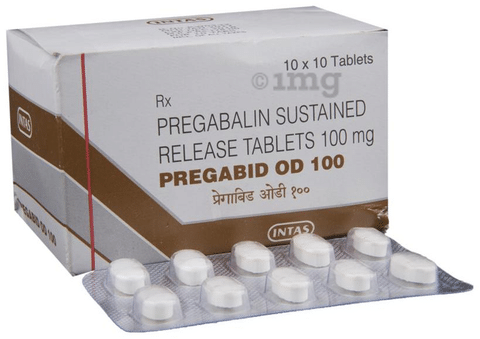 INTAS
10 x 10 Tablets
1mg
Rx
PREGABALIN SUSTAINED
RELEASE TABLETS 100 mg
PREGABID OD 100
प्रेगाबिड ओडी १००
INTAS
INTAS
PREGABID OD 100